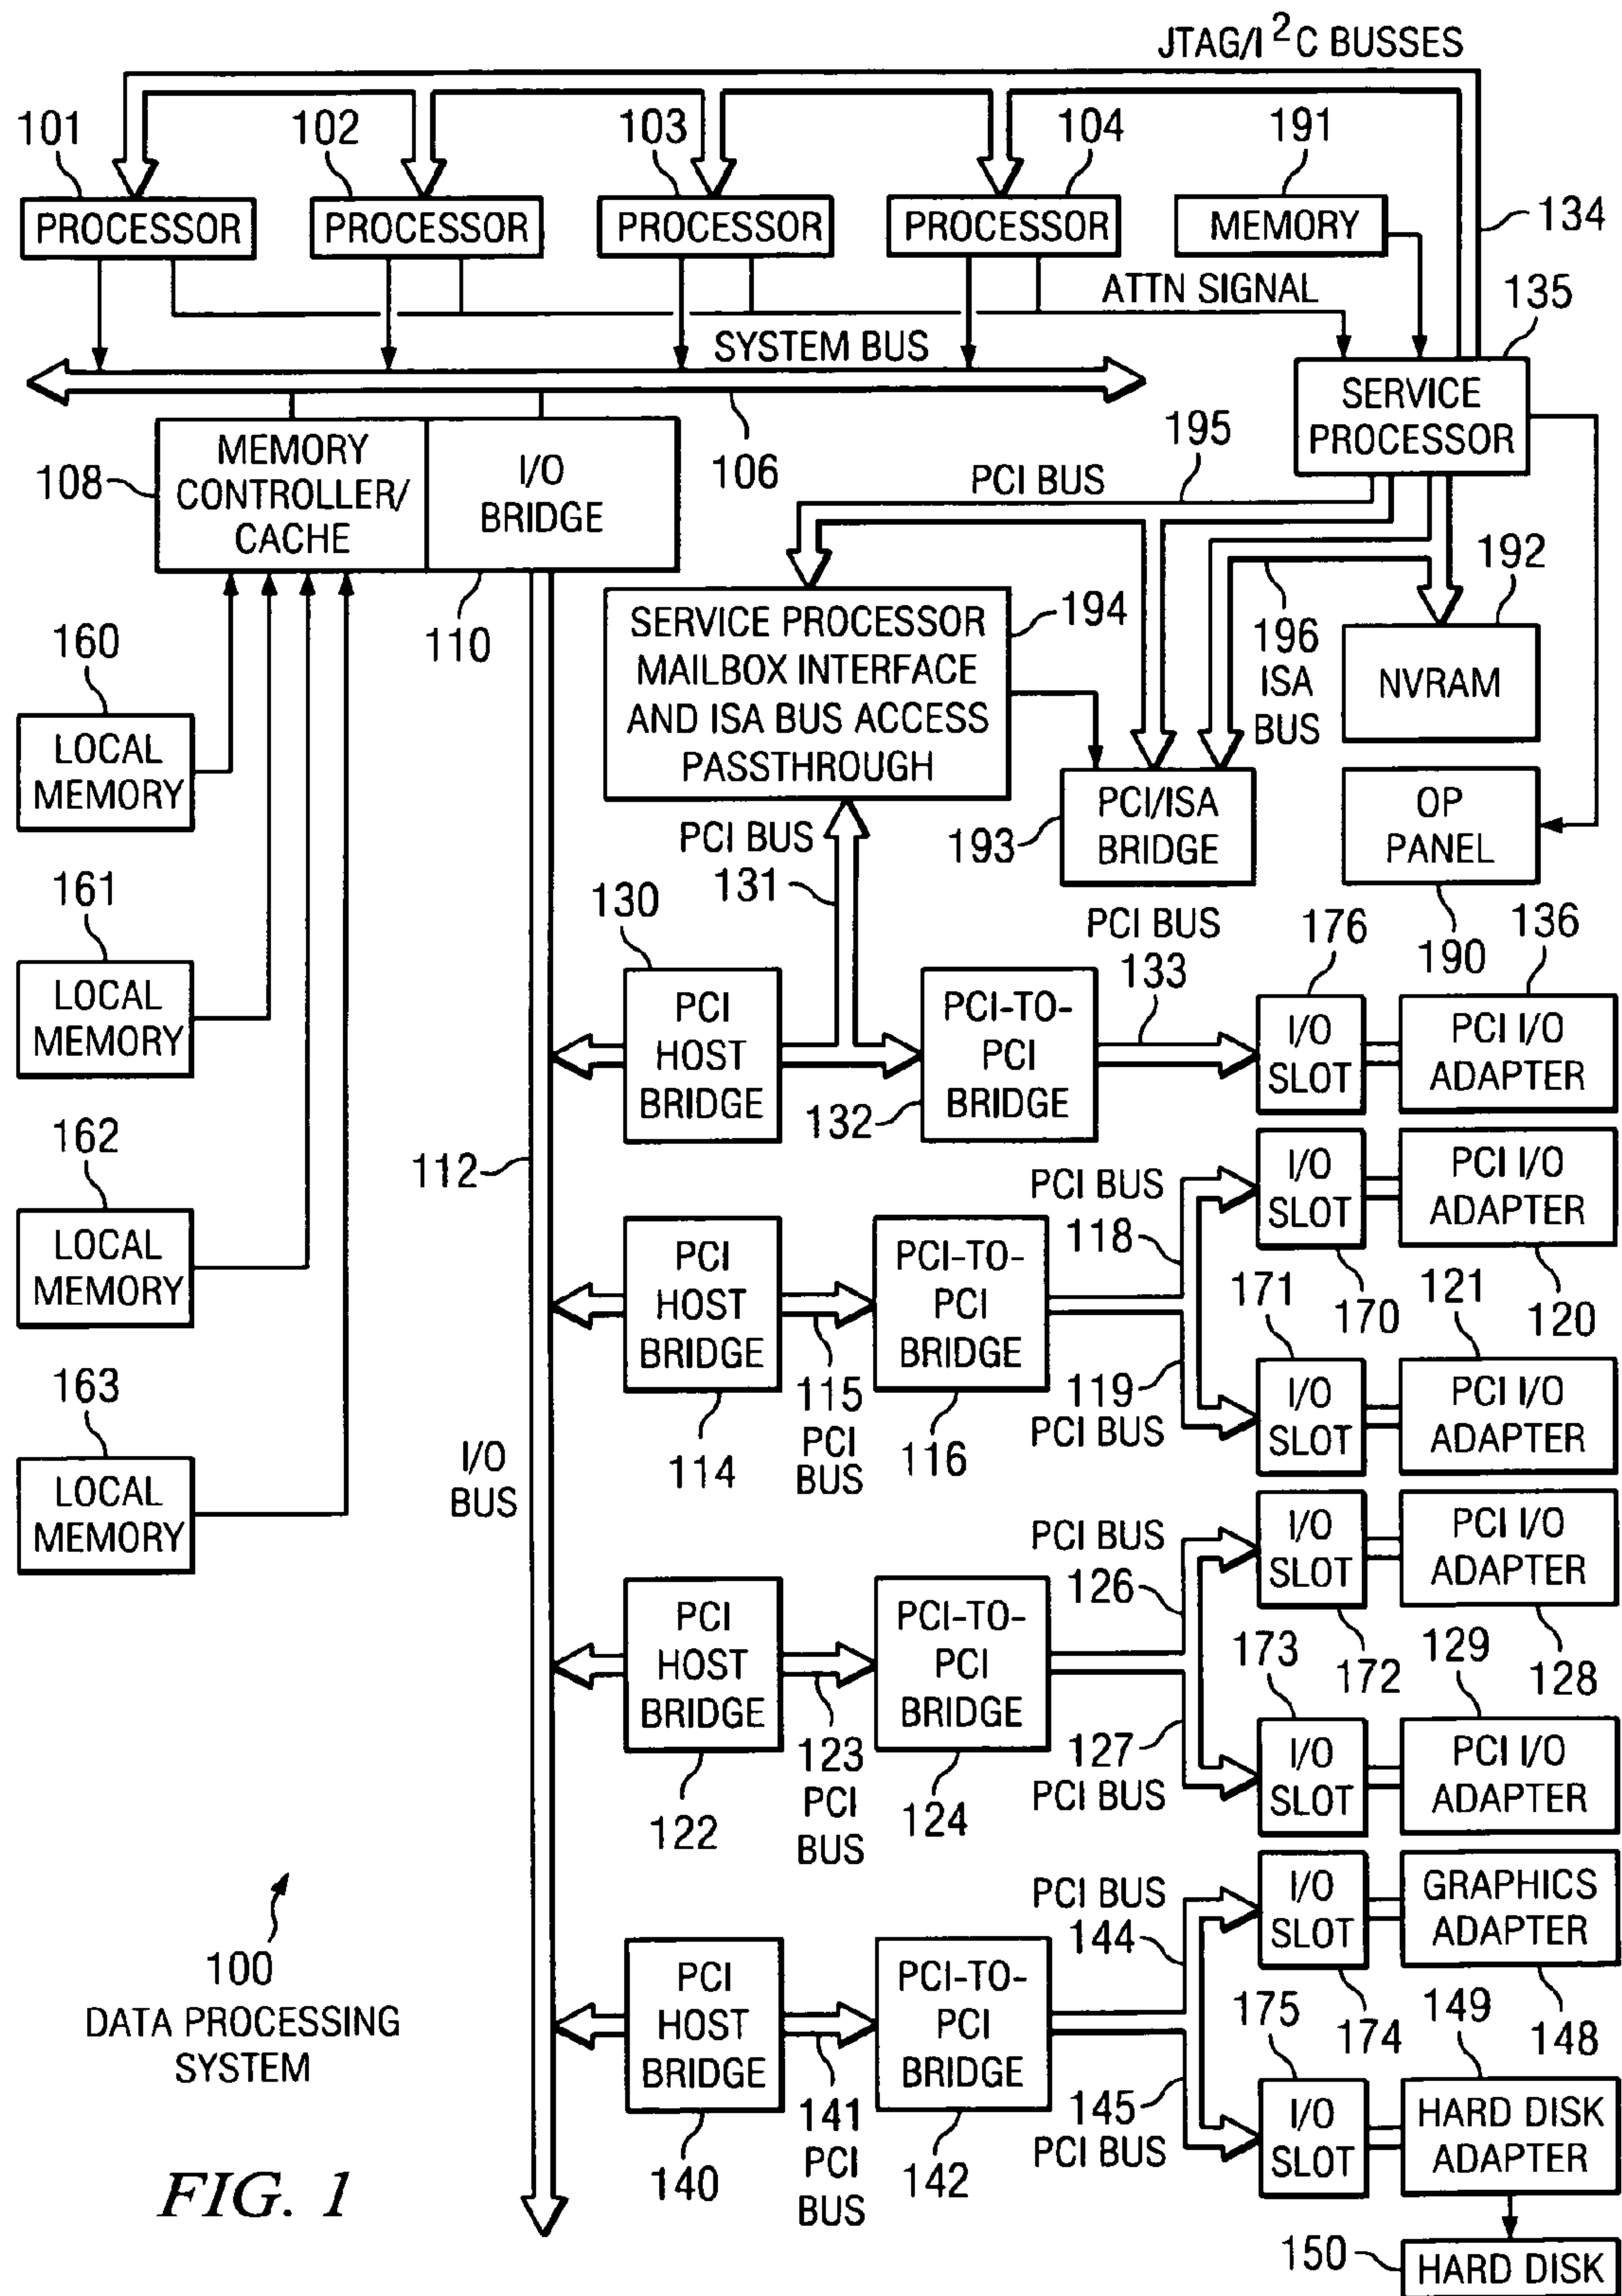 JTAG/I2C BUSSES
101
102
103
104
191
PROCESSOR
PROCESSOR
PROCESSOR
PROCESSOR
MEMORY
134
ATTN SIGNAL
135
SYSTEM BUS
SERVICE
PROCESSOR
108
MEMORY
CONTROLLER/
CACHE
I/O
BRIDGE
106
195
PCI BUS
192
110
SERVICE PROCESSOR
MAILBOX INTERFACE
AND ISA BUS ACCESS
PASSTHROUGH
194
196
ISA
BUS
NVRAM
160
LOCAL
MEMORY
PCI BUS
131
193
PCI/ISA
BRIDGE
OP
PANEL
190
161
LOCAL
MEMORY
130
PCI
HOST
BRIDGE
PCI-TO-
PCI
BRIDGE
132
PCI BUS
133
176
I/O
SLOT
136
PCI I/O
ADAPTER
162
LOCAL
MEMORY
112
PCI
HOST
BRIDGE
114
115
PCI
BUS
PCI-TO-
PCI
BRIDGE
116
PCI BUS
118
I/O
SLOT
170
PCI I/O
ADAPTER
120
119
PCI BUS
171
I/O
SLOT
121
PCI I/O
ADAPTER
163
LOCAL
MEMORY
I/O
BUS
PCI
HOST
BRIDGE
122
123
PCI
BUS
PCI-TO-
PCI
BRIDGE
124
PCI BUS
126
I/O
SLOT
172
PCI I/O
ADAPTER
128
127
PCI BUS
173
I/O
SLOT
129
PCI I/O
ADAPTER
100
DATA PROCESSING
SYSTEM
PCI
HOST
BRIDGE
140
141
PCI
BUS
PCI-TO-
PCI
BRIDGE
142
PCI BUS
144
I/O
SLOT
174
GRAPHICS
ADAPTER
148
145
PCI BUS
175
I/O
SLOT
149
HARD DISK
ADAPTER
150
HARD DISK
FIG. 1